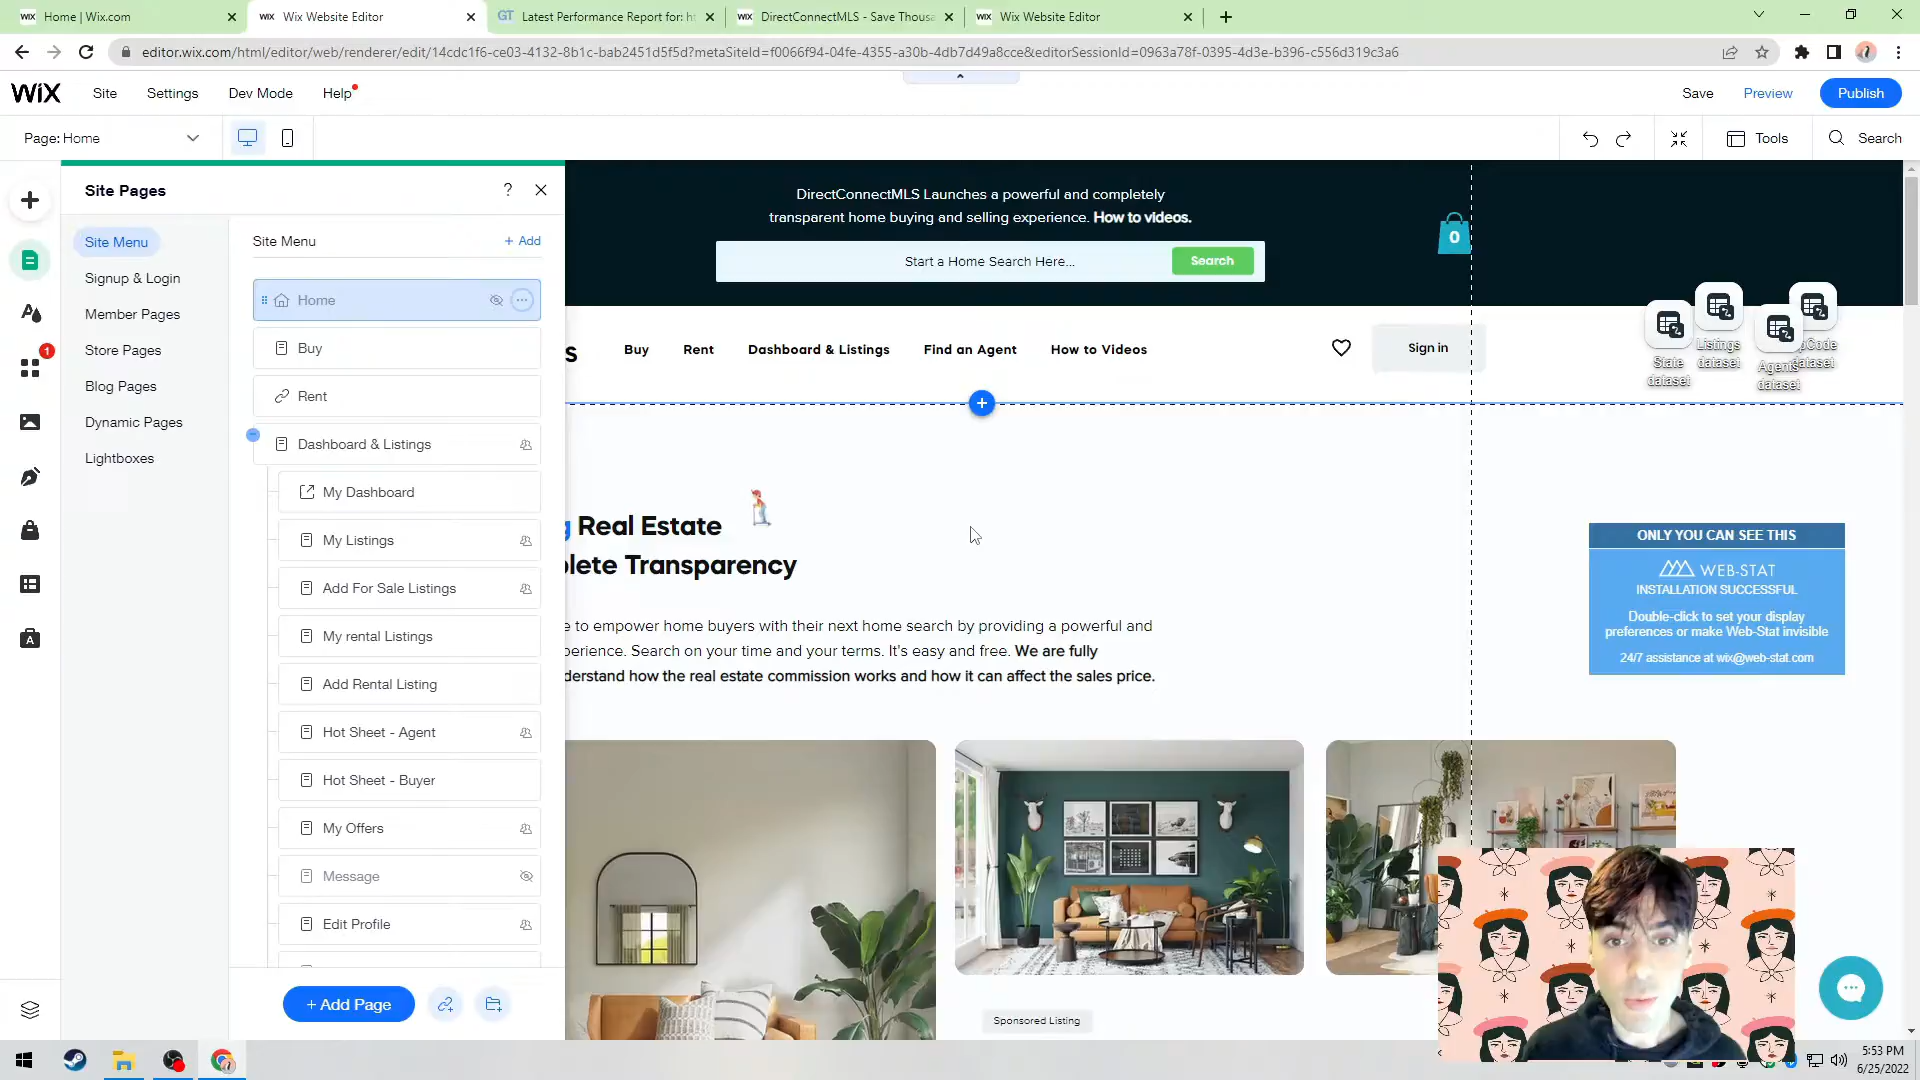 Home | Wix.com
Wix Website Editor
Latest Performance Report for: h
DirectConnectMLS - Save Thousa
Wix Website Editor
editor.wix.com/html/editor/web/renderer/edit/14cdc1f6-ce03-4132-8b1c-bab2451d5f5d?metaSiteId=f0066f94-04fe-4355-a30b-4db7d49a8cce&editorSessionId=0963a78f-0395-4d3e-b396-c556d319c3a6
WIX
Site
Settings
Dev Mode
Help
Save
Preview
Publish
Page: Home
Tools
Search
Site Pages
?
Site Menu
Signup & Login
Member Pages
Store Pages
Blog Pages
Dynamic Pages
Lightboxes
Site Menu
+ Add
Home
Buy
Rent
Dashboard & Listings
My Dashboard
My Listings
Add For Sale Listings
My rental Listings
Add Rental Listing
Hot Sheet - Agent
Hot Sheet - Buyer
My Offers
Message
Edit Profile
+ Add Page
1
DirectConnectMLS Launches a powerful and completely
transparent home buying and selling experience. How to videos.
Start a Home Search Here...
Search
0
s
Buy
Rent
Dashboard & Listings
Find an Agent
How to Videos
Sign in
State
dataset
Listings
dataset
Agents
dataset
pCode
dataset
g Real Estate
plete Transparency
e to empower home buyers with their next home search by providing a powerful and
perience. Search on your time and your terms. It's easy and free. We are fully
derstand how the real estate commission works and how it can affect the sales price.
ONLY YOU CAN SEE THIS
WEB-STAT
INSTALLATION SUCCESSFUL
Double-click to set your display
preferences or make Web-Stat invisible
24/7 assistance at wix@web-stat.com
Sponsored Listing
5:53 PM
6/25/2022